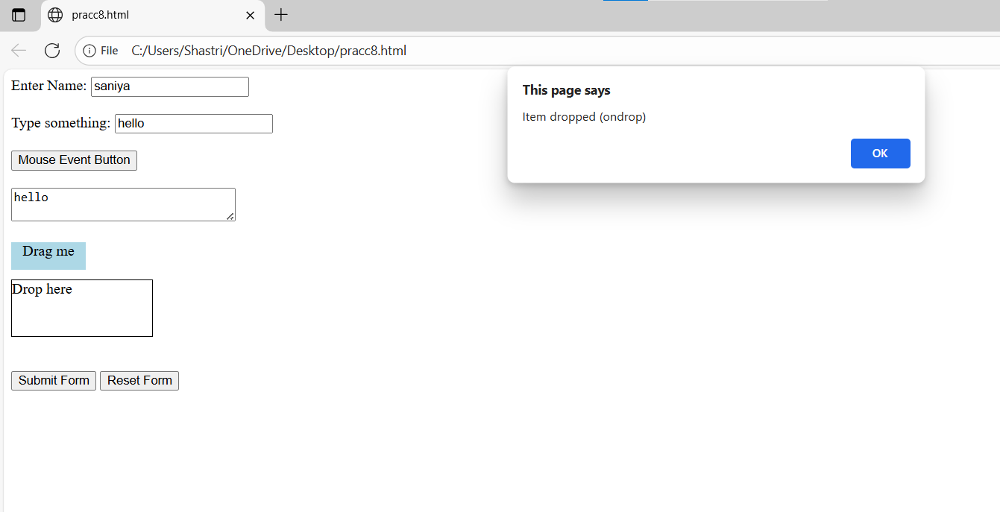 pracc8.html
File C:/Users/Shastri/OneDrive/Desktop/pracc8.html
This page says
Item dropped (ondrop)
OK
Enter Name: saniya
Type something: hello
Mouse Event Button
hello
Drag me
Drop here
Submit Form Reset Form